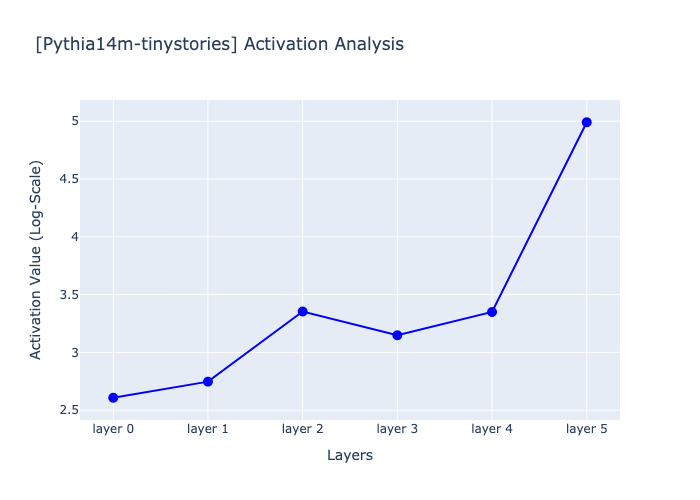 [Pythia14m-tinystories] Activation Analysis
Activation Value (Log-Scale)
5
4.5
4
3.5
3
2.5
layer 0
layer 1
layer 2
layer 3
layer 4
layer 5
Layers